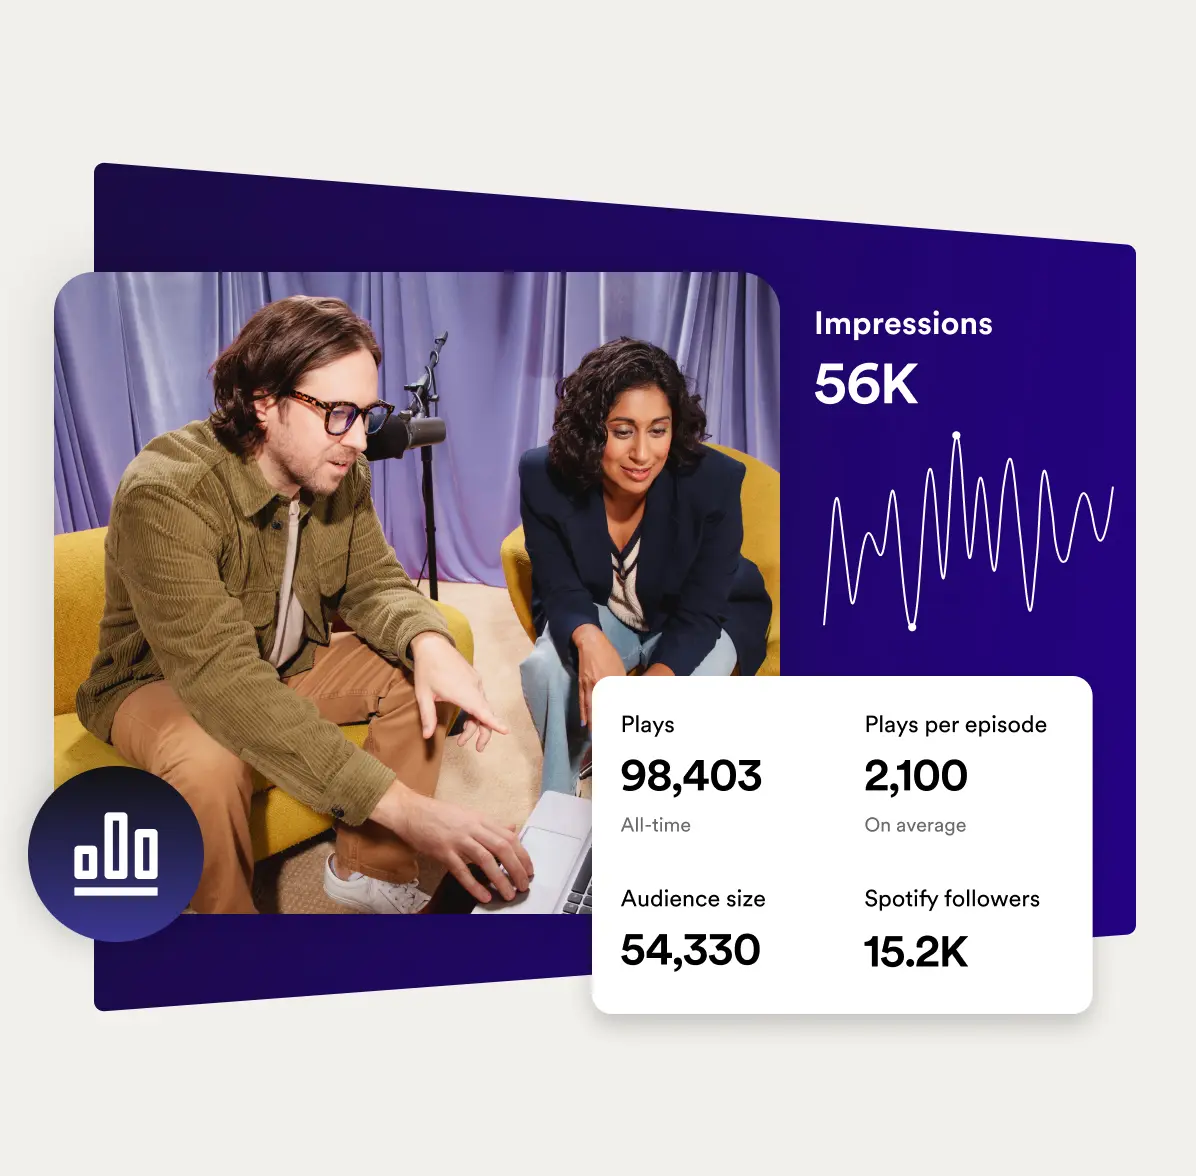 Impressions
56K
Plays
98,403
All-time
Plays per episode
2,100
On average
Audience size
54,330
Spotify followers
15.2K